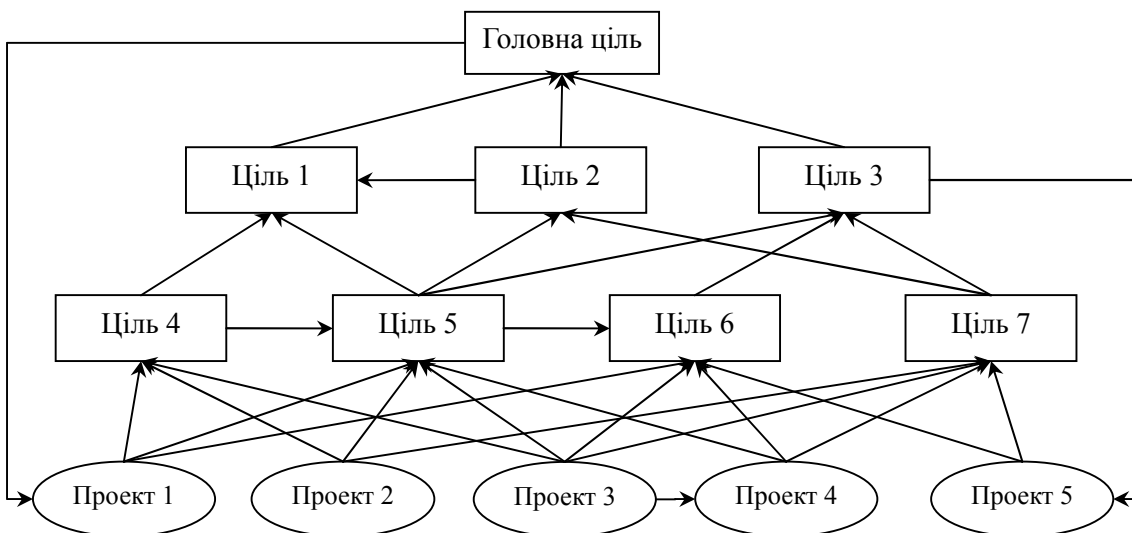 Головна ціль
Ціль 1
Ціль 2
Ціль 3
Ціль 4
Ціль 5
Ціль 6
Ціль 7
Проект 1
Проект 2
Проект 3
Проект 4
Проект 5